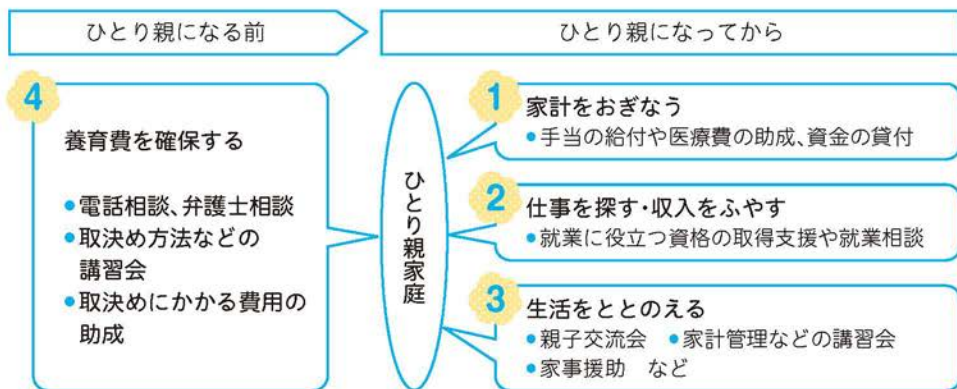 ひとり親になる前
ひとり親になってから
4
養育費を確保する
●電話相談、弁護士相談
●取決め方法などの
講習会
●取決めにかかる費用の
助成
ひとり親家庭
1
家計をおぎなう
●手当の給付や医療費の助成、資金の貸付
2
仕事を探す・収入をふやす
●就業に役立つ資格の取得支援や就業相談
3
生活をととのえる
●親子交流会 ●家計管理などの講習会
●家事援助 など